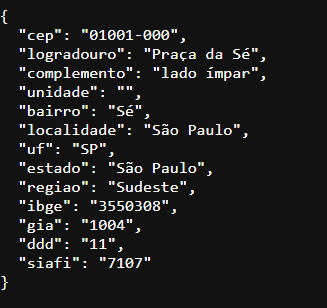 {
  "cep": "01001-000",
  "logradouro": "Praça da Sé",
  "complemento": "lado ímpar",
  "unidade": "",
  "bairro": "Sé",
  "localidade": "São Paulo",
  "uf": "SP",
  "estado": "São Paulo",
  "regiao": "Sudeste",
  "ibge": "3550308",
  "gia": "1004",
  "ddd": "11",
  "siafi": "7107"
}